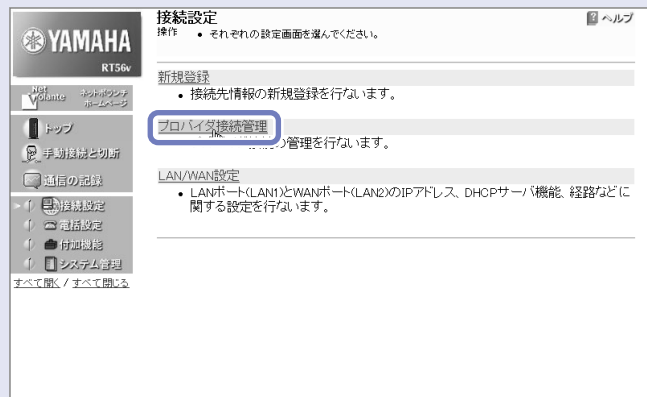 YAMAHA
RT56v
Net Volante ネットボランチホームページ
トップ
手動接続と切断
通信の記録
接続設定
電話設定
付加機能
システム管理
すべて開く / すべて閉じる
接続設定
ヘルプ
操作 • それぞれの設定画面を選んでください。
新規登録
• 接続先情報の新規登録を行ないます。
プロバイダ接続管理
の管理を行ないます。
LAN/WAN設定
• LANポート(LAN1)とWANポート(LAN2)のIPアドレス、DHCPサーバ機能、経路などに
関する設定を行ないます。